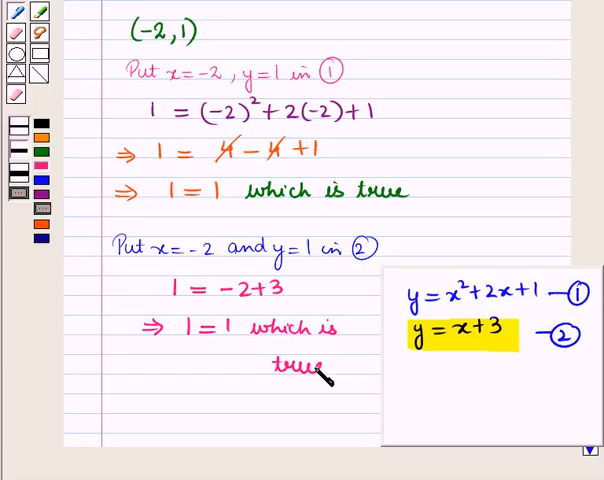 (-2,1)
Put x=-2, y=1 in ①
1 = (-2)² + 2(-2) + 1
⇒ 1 = 4 - 4 + 1
⇒ 1 = 1 which is true
Put x=-2 and y=1 in ②
1 = -2+3
⇒ 1 = 1 which is
true
y = x² + 2x + 1 —①
y = x+3 —②